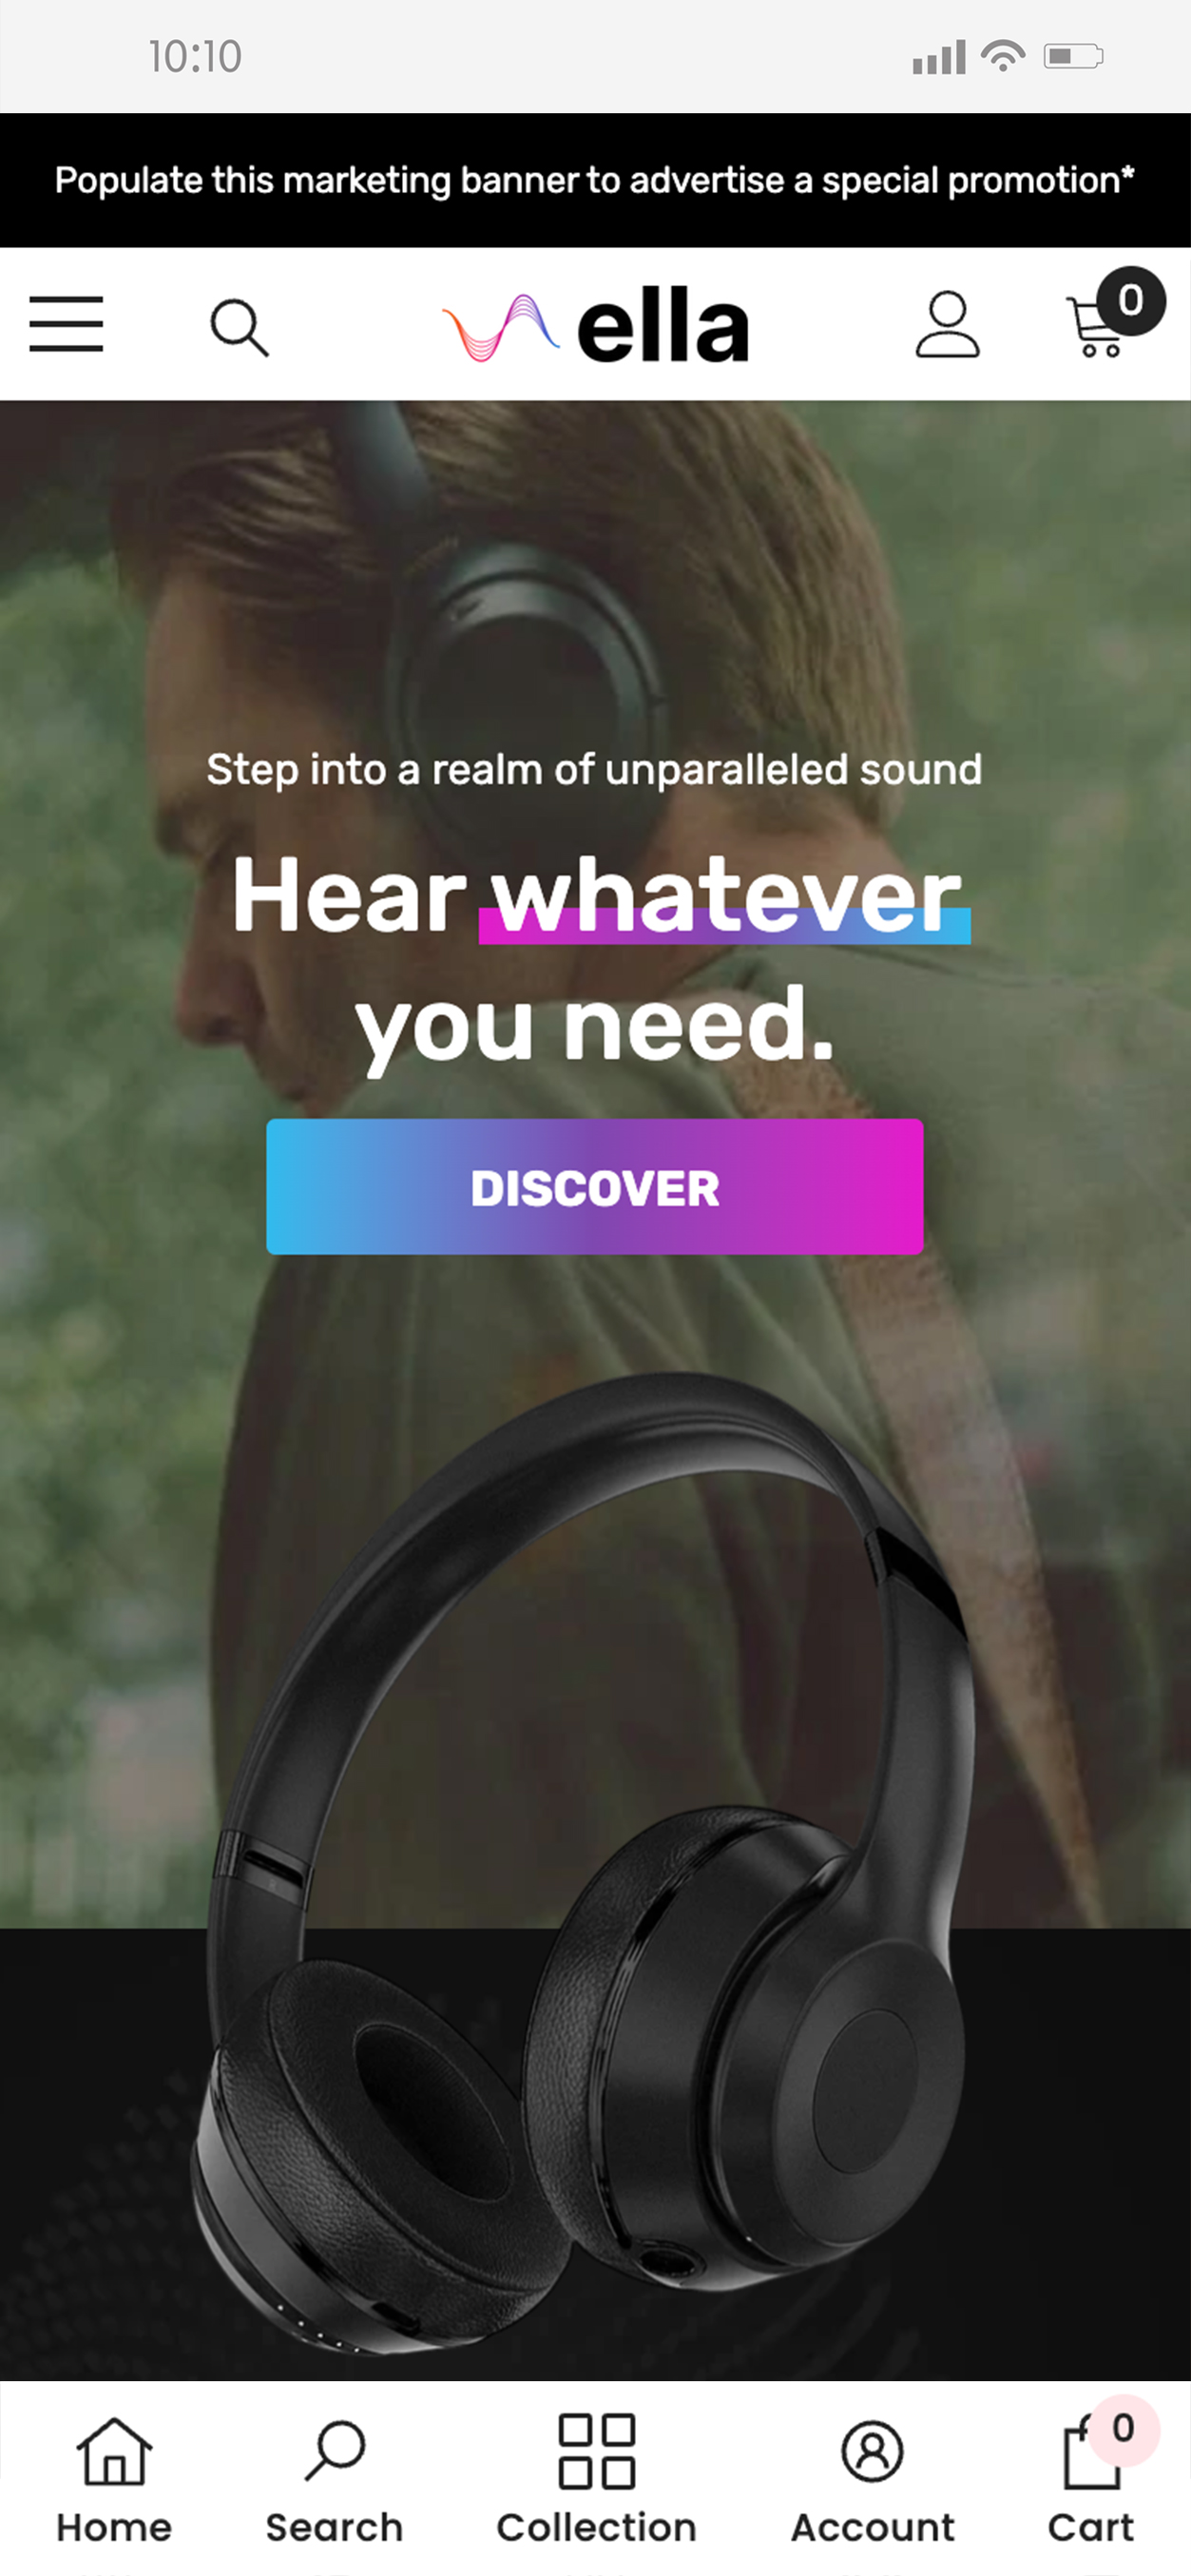 10:10
Populate this marketing banner to advertise a special promotion*
ella
0
Step into a realm of unparalleled sound
Hear whatever
you need.
DISCOVER
0
Home Search Collection Account Cart